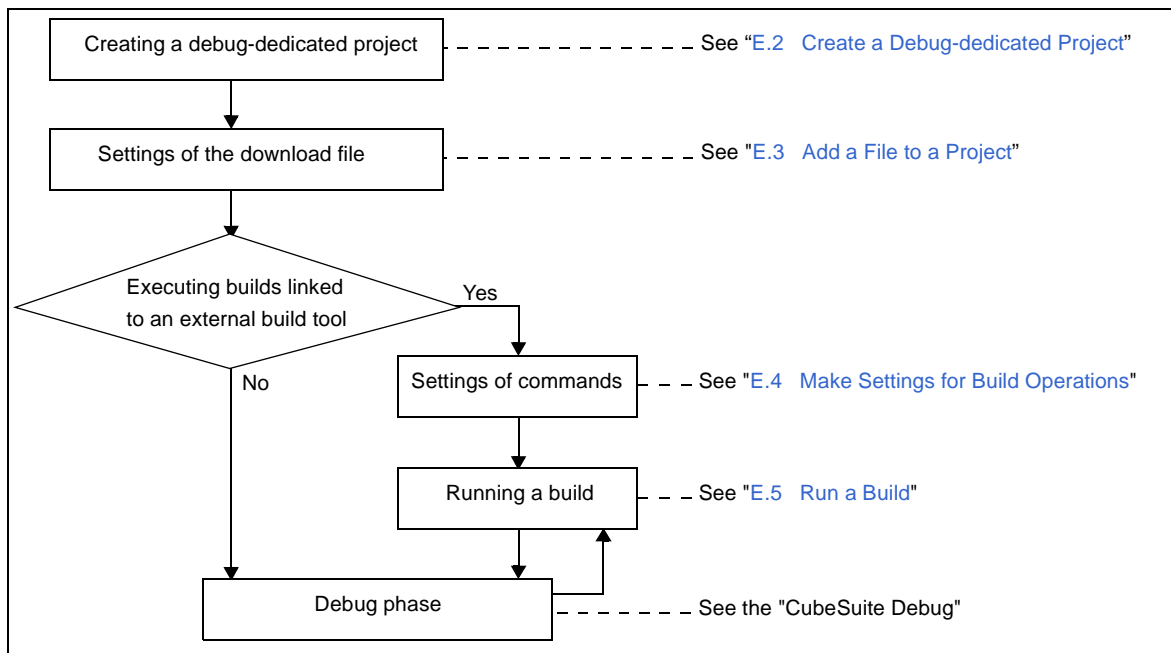 Creating a debug-dedicated project
See “E.2 Create a Debug-dedicated Project”
Settings of the download file
See "E.3 Add a File to a Project”
Executing builds linked
to an external build tool
Yes
No
Settings of commands
See "E.4 Make Settings for Build Operations"
Running a build
See "E.5 Run a Build"
Debug phase
See the "CubeSuite Debug"